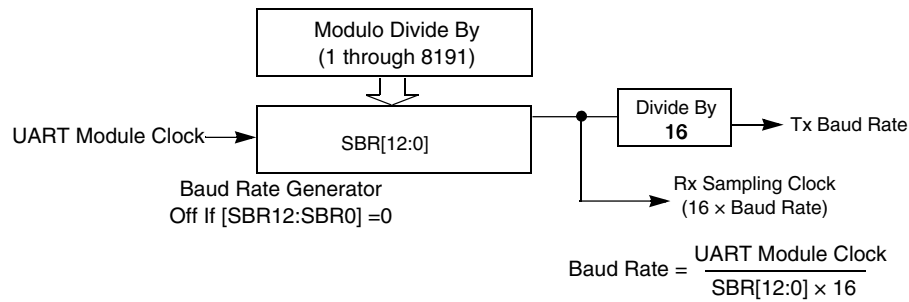 Modulo Divide By
(1 through 8191)
UART Module Clock
SBR[12:0]
Divide By
16
Tx Baud Rate
Baud Rate Generator
Off If [SBR12:SBR0] =0
Rx Sampling Clock
(16 × Baud Rate)
Baud Rate = UART Module Clock
SBR[12:0] × 16